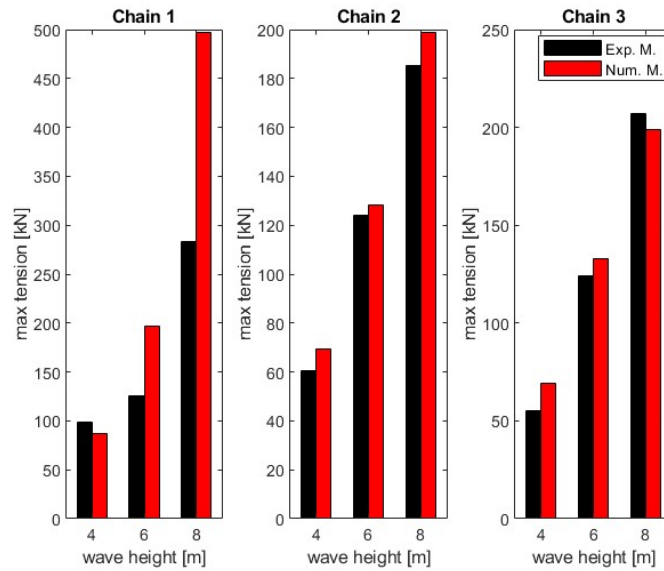 Chain 1
500
450
400
350
300
250
200
150
100
50
0
max tension [kN]
4 6 8
wave height [m]
Chain 2
200
180
160
140
120
100
80
60
40
20
0
max tension [kN]
4 6 8
wave height [m]
Chain 3
250
200
150
100
50
0
max tension [kN]
4 6 8
wave height [m]
Exp. M.
Num. M.